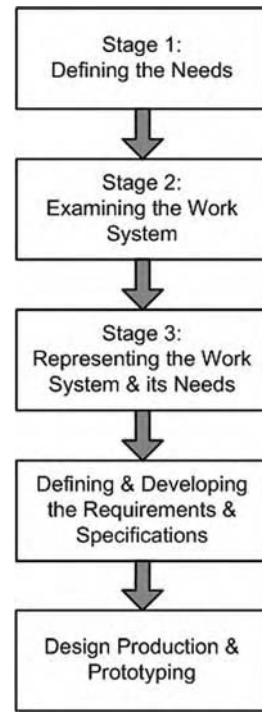 Stage 1:
Defining the Needs
Stage 2:
Examining the Work
System
Stage 3:
Representing the Work
System & its Needs
Defining & Developing
the Requirements &
Specifications
Design Production &
Prototyping